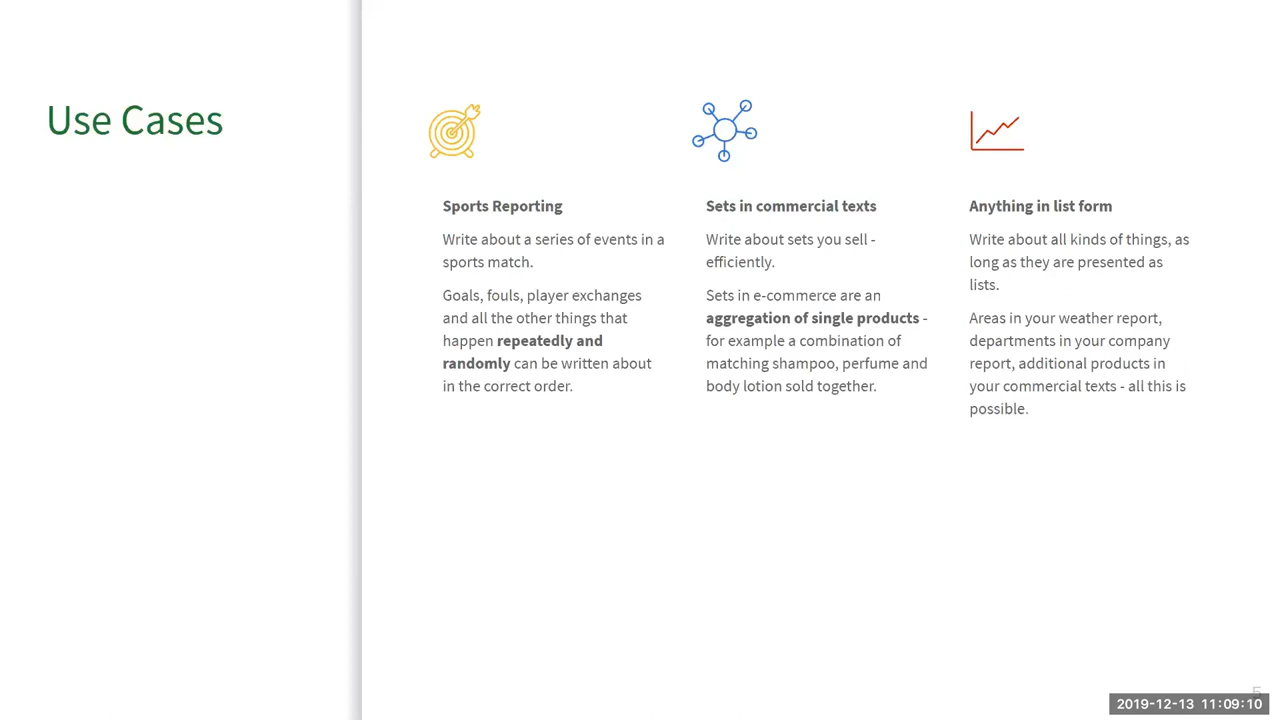 Use Cases
Sports Reporting
Write about a series of events in a
sports match.
Goals, fouls, player exchanges
and all the other things that
happen repeatedly and
randomly can be written about
in the correct order.
Sets in commercial texts
Write about sets you sell -
efficiently.
Sets in e-commerce are an
aggregation of single products -
for example a combination of
matching shampoo, perfume and
body lotion sold together.
Anything in list form
Write about all kinds of things, as
long as they are presented as
lists.
Areas in your weather report,
departments in your company
report, additional products in
your commercial texts - all this is
possible.
5
2019-12-13 11:09:10